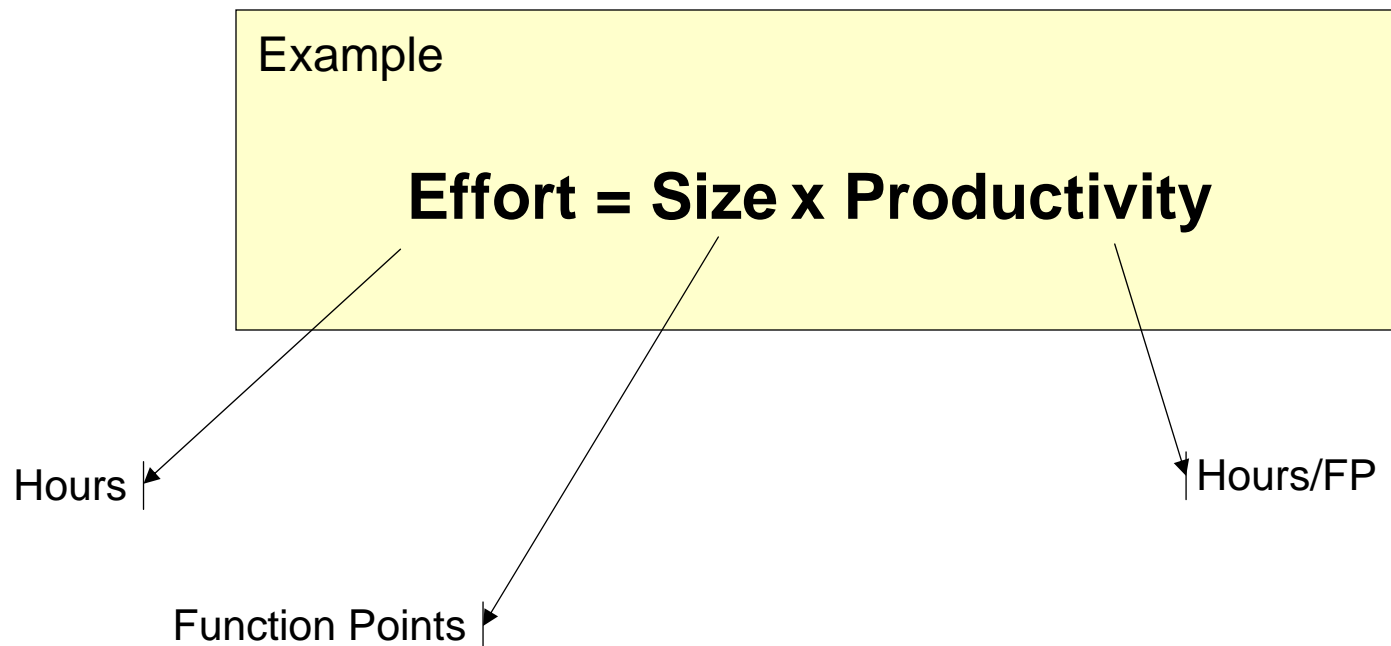 Example
Effort = Size x Productivity
Hours
Hours/FP
Function Points